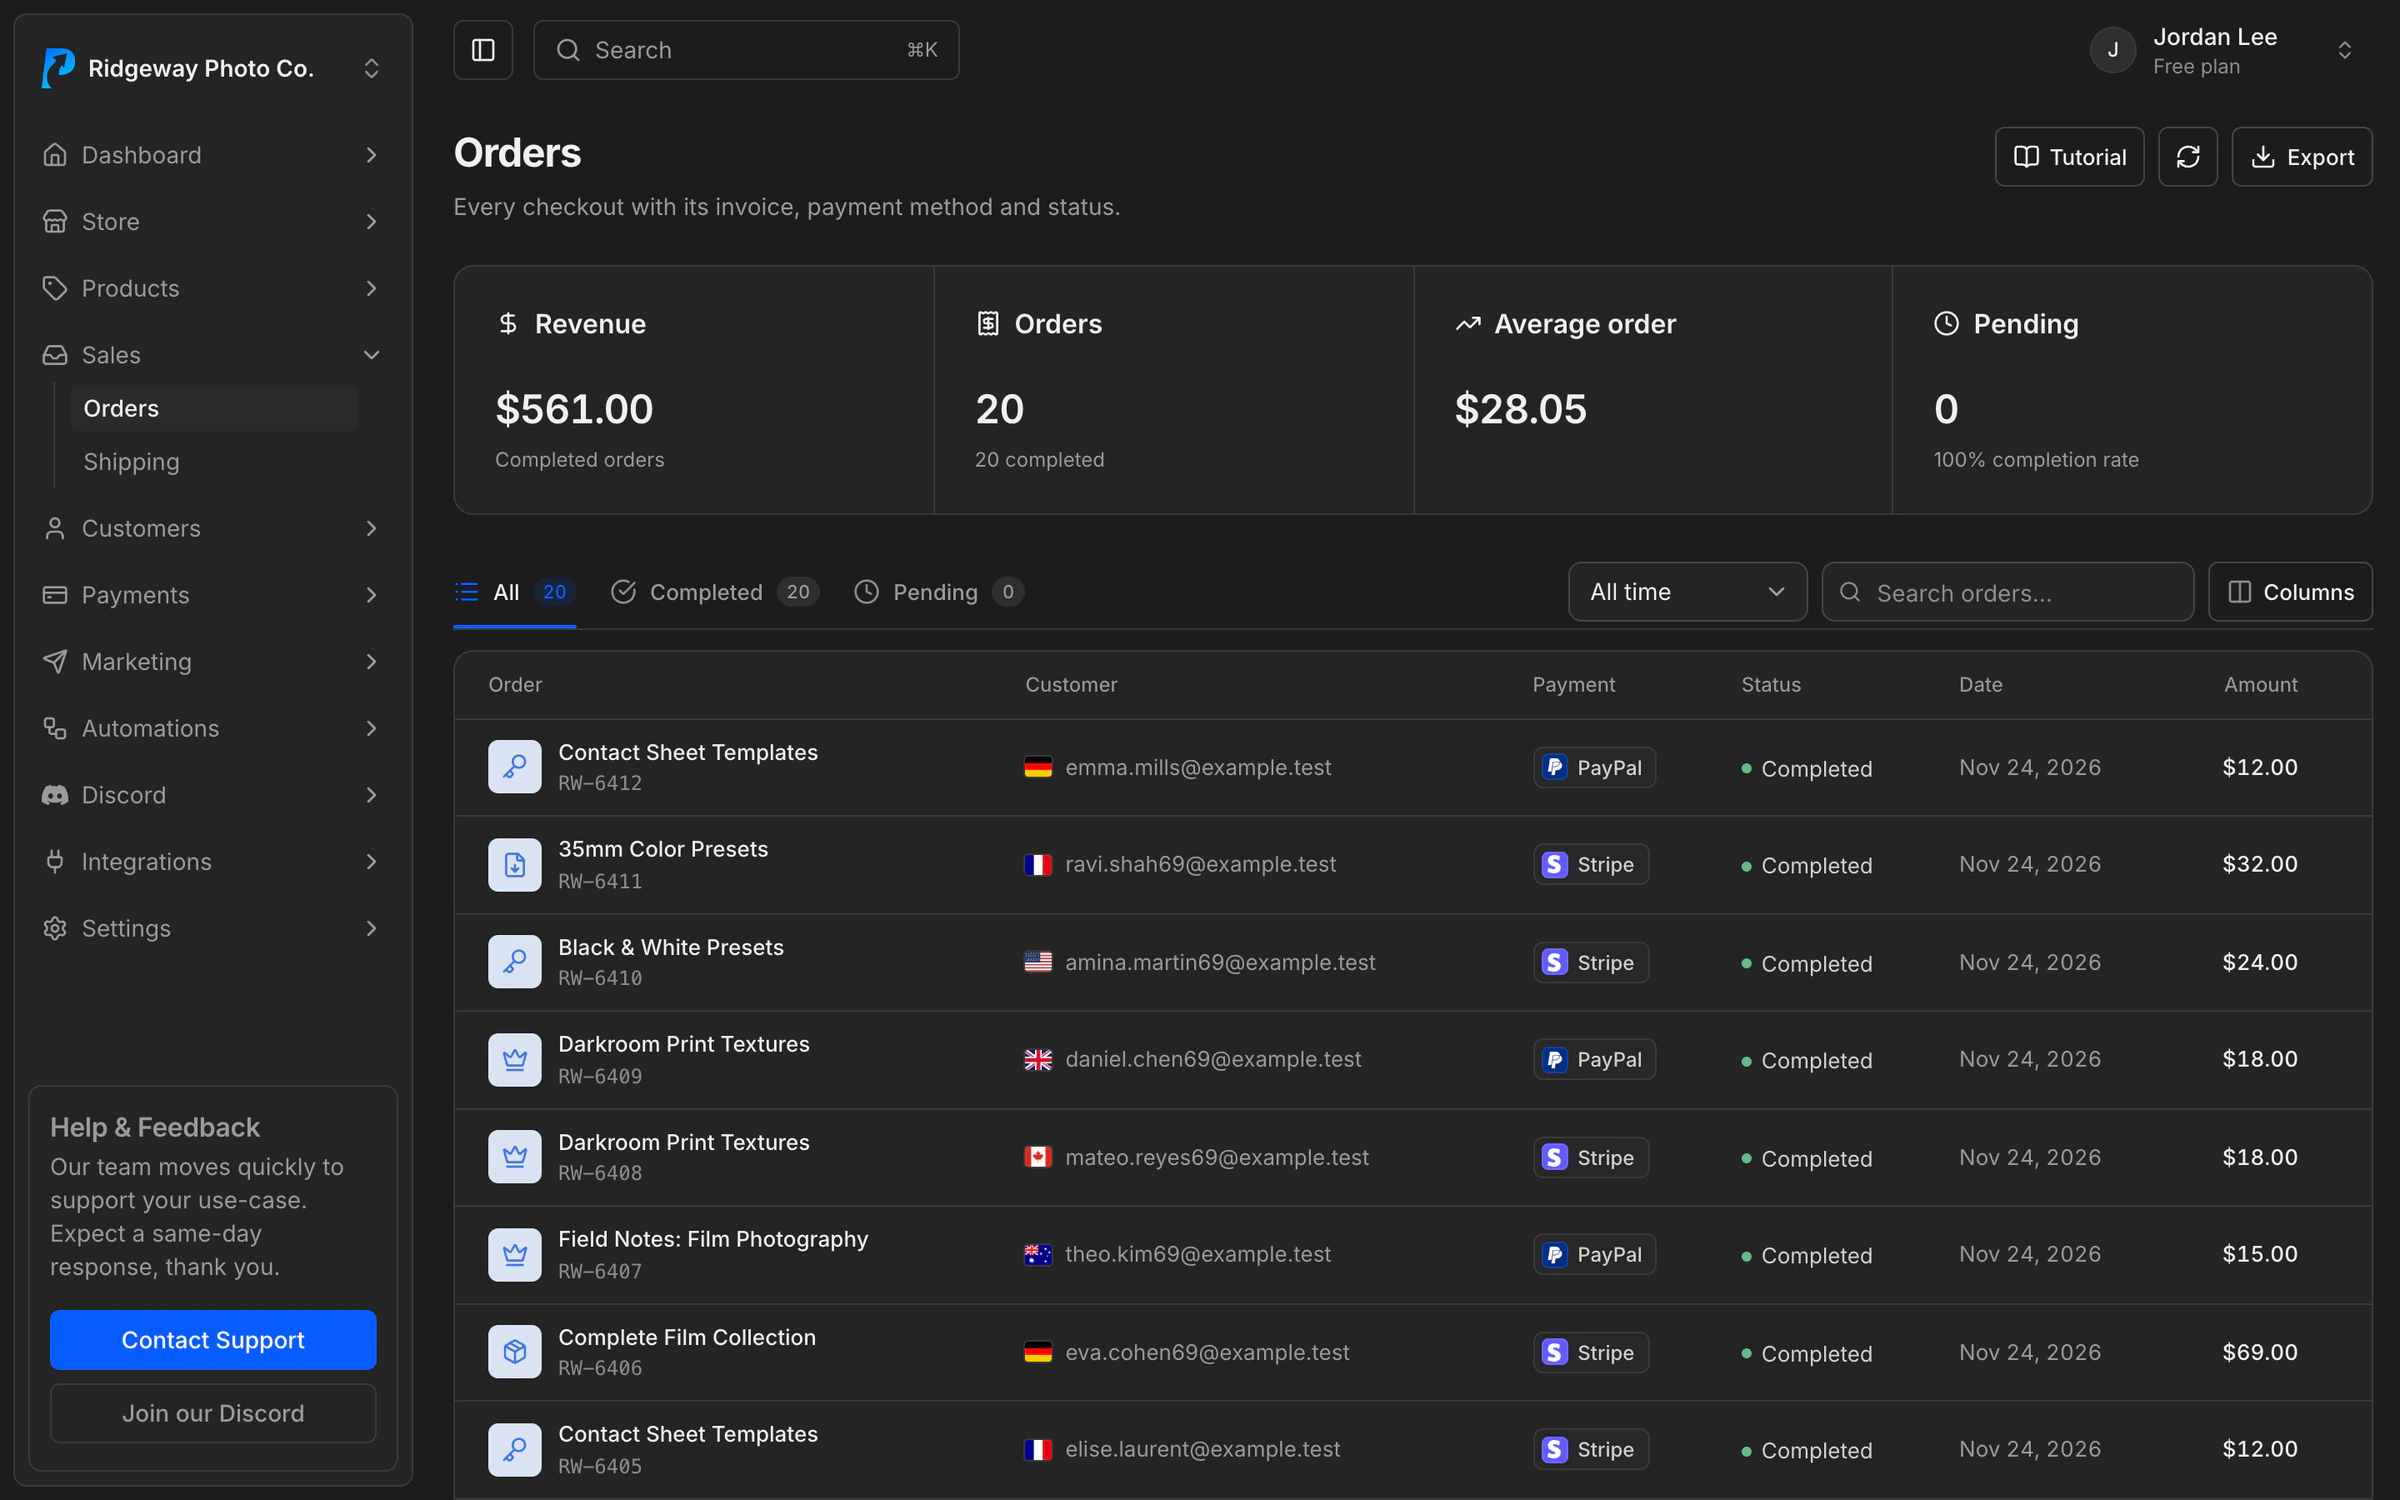 Ridgeway Photo Co.
Dashboard
Store
Products
Sales
Orders
Shipping
Customers
Payments
Marketing
Automations
Discord
Integrations
Settings
Help & Feedback
Our team moves quickly to
support your use-case.
Expect a same-day
response, thank you.
Contact Support
Join our Discord
Search ⌘K
J
Jordan Lee
Free plan
Orders
Every checkout with its invoice, payment method and status.
Tutorial
Export
Revenue
$561.00
Completed orders
Orders
20
20 completed
Average order
$28.05
Pending
0
100% completion rate
All 20
Completed 20
Pending 0
All time
Search orders...
Columns
Order Customer Payment Status Date Amount
Contact Sheet Templates
RW-6412
emma.mills@example.test PayPal Completed Nov 24, 2026 $12.00
35mm Color Presets
RW-6411
ravi.shah69@example.test Stripe Completed Nov 24, 2026 $32.00
Black & White Presets
RW-6410
amina.martin69@example.test Stripe Completed Nov 24, 2026 $24.00
Darkroom Print Textures
RW-6409
daniel.chen69@example.test PayPal Completed Nov 24, 2026 $18.00
Darkroom Print Textures
RW-6408
mateo.reyes69@example.test Stripe Completed Nov 24, 2026 $18.00
Field Notes: Film Photography
RW-6407
theo.kim69@example.test PayPal Completed Nov 24, 2026 $15.00
Complete Film Collection
RW-6406
eva.cohen69@example.test Stripe Completed Nov 24, 2026 $69.00
Contact Sheet Templates
RW-6405
elise.laurent@example.test Stripe Completed Nov 24, 2026 $12.00